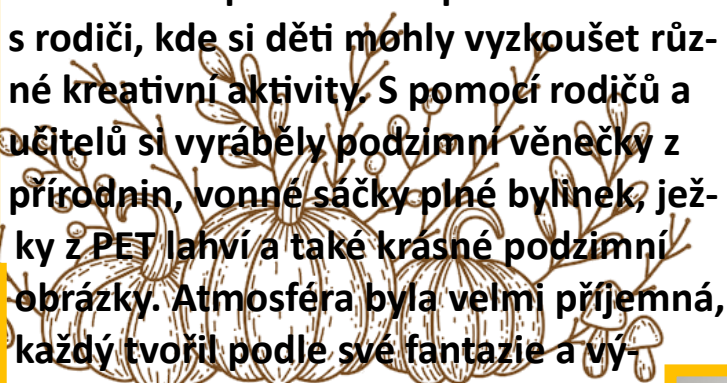 s rodiči, kde si děti mohly vyzkoušet růz-
né kreativní aktivity. S pomocí rodičů a
učitelů si vyráběly podzimní věnečky z
přírodnin, vonné sáčky plné bylinek, jež-
ky z PET lahví a také krásné podzimní
obrázky. Atmosféra byla velmi příjemná,
každý tvořil podle své fantazie a vý-